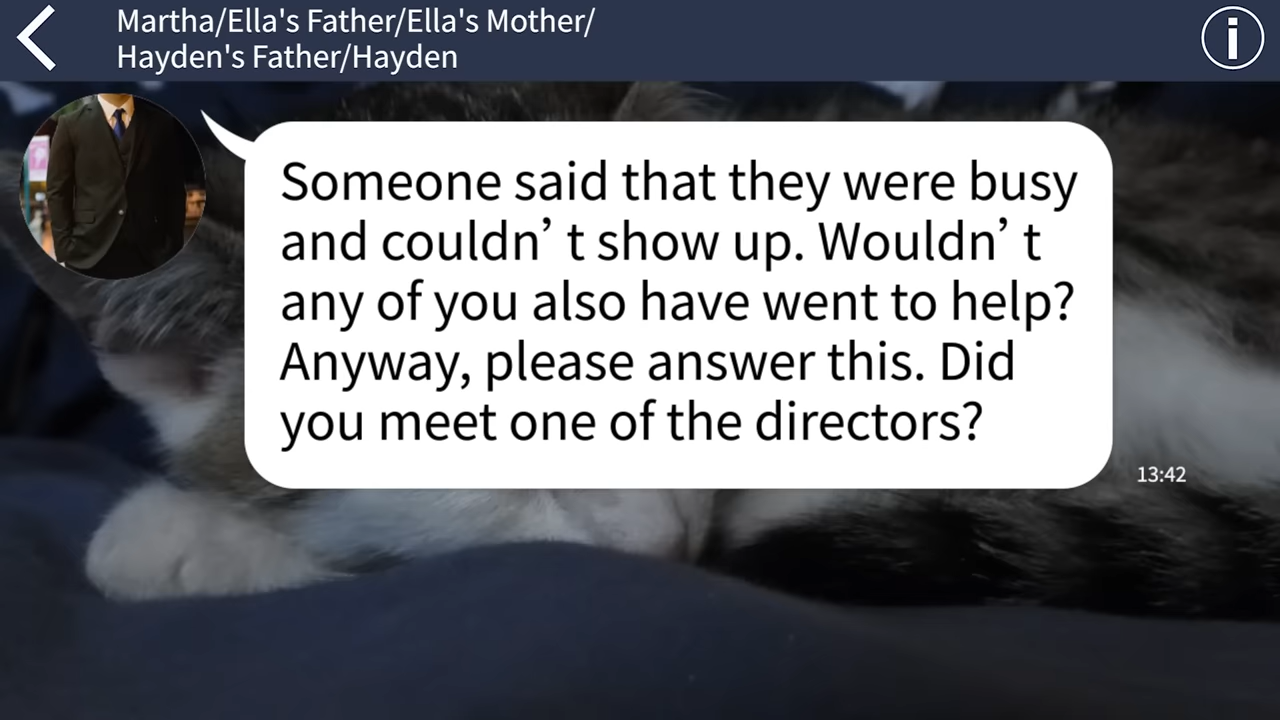 Martha/Ella's Father/Ella's Mother/
Hayden's Father/Hayden
i
Someone said that they were busy
and couldn’ t show up. Wouldn’ t
any of you also have went to help?
Anyway, please answer this. Did
you meet one of the directors?
13:42